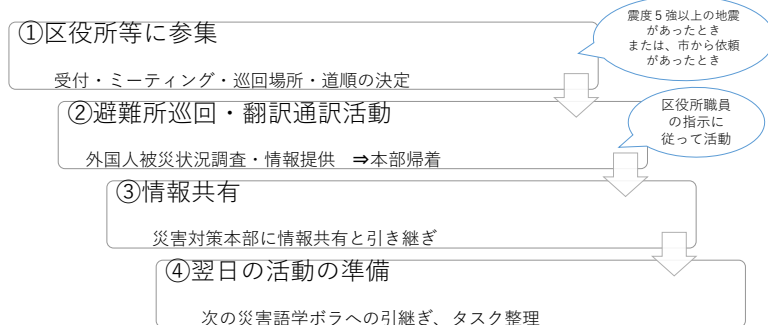 ①区役所等に参集
受付・ミーティング・巡回場所・道順の決定
震度５強以上の地震
があったとき
または、市から依頼
があったとき
②避難所巡回・翻訳通訳活動
外国人被災状況調査・情報提供　⇒本部帰着
区役所職員
の指示に
従って活動
③情報共有
災害対策本部に情報共有と引き継ぎ
④翌日の活動の準備
次の災害語学ボラへの引継ぎ、タスク整理